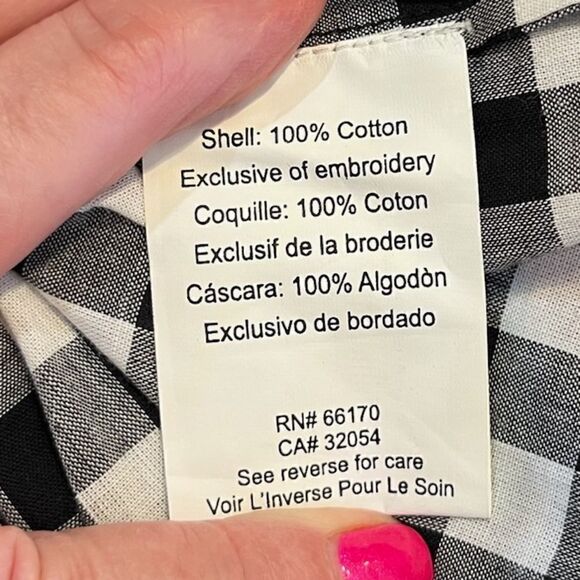 Shell: 100% Cotton
Exclusive of embroidery
Coquille: 100% Coton
Exclusif de la broderie
Cáscara: 100% Algodòn
Exclusivo de bordado
RN# 66170
CA# 32054
See reverse for care
Voir L'Inverse Pour Le Soin